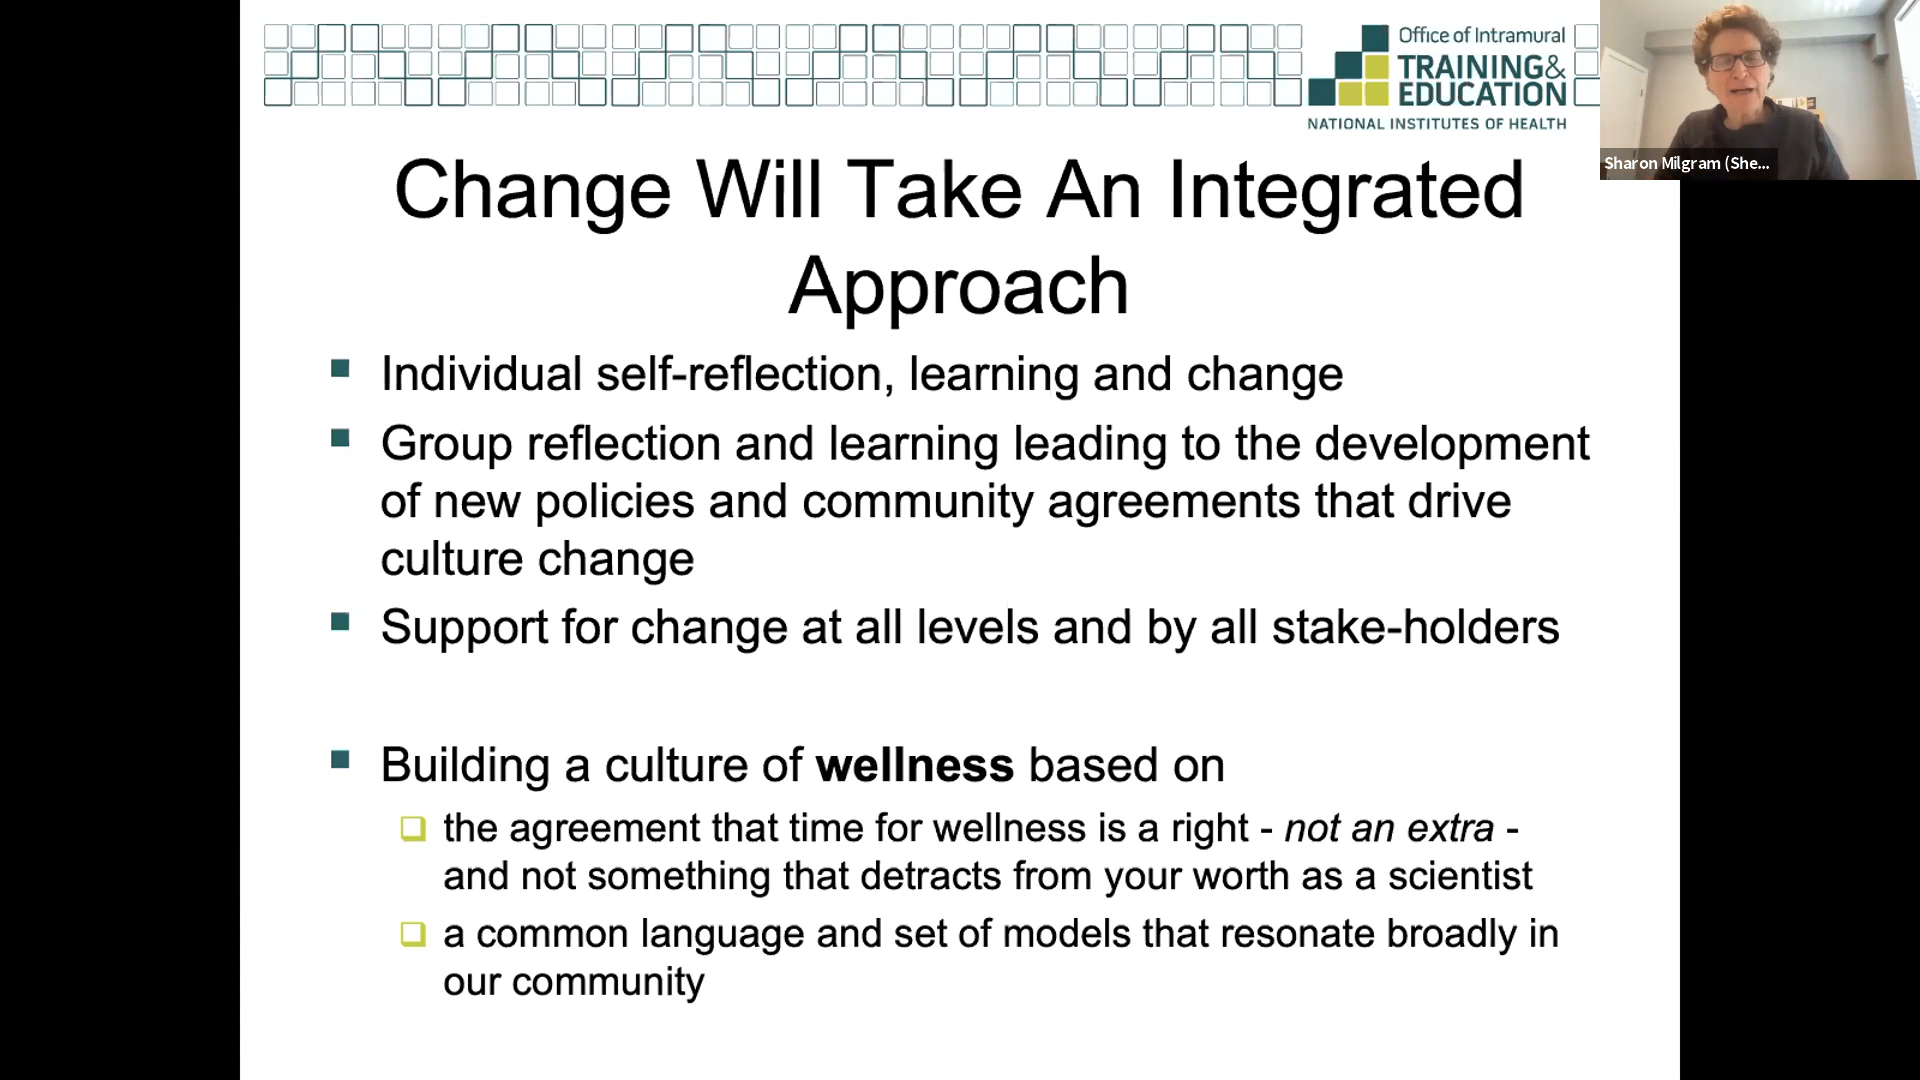 Office of Intramural
TRAINING&
EDUCATION
NATIONAL INSTITUTES OF HEALTH
Sharon Milgram (She...
Change Will Take An Integrated
Approach
Individual self-reflection, learning and change
Group reflection and learning leading to the development
of new policies and community agreements that drive
culture change
Support for change at all levels and by all stake-holders
Building a culture of wellness based on
the agreement that time for wellness is a right - not an extra -
and not something that detracts from your worth as a scientist
a common language and set of models that resonate broadly in
our community